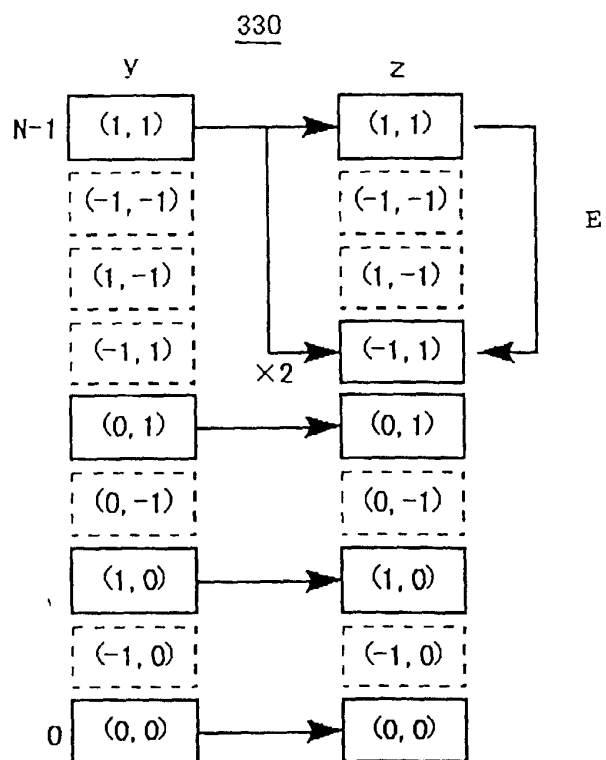 330
y z
N-1 (1,1) (1,1)
(-1,-1) (-1,-1)
E
(1,-1) (1,-1)
(-1,1) (-1,1)
×2
(0,1) (0,1)
(0,-1) (0,-1)
(1,0) (1,0)
(-1,0) (-1,0)
0 (0,0) (0,0)